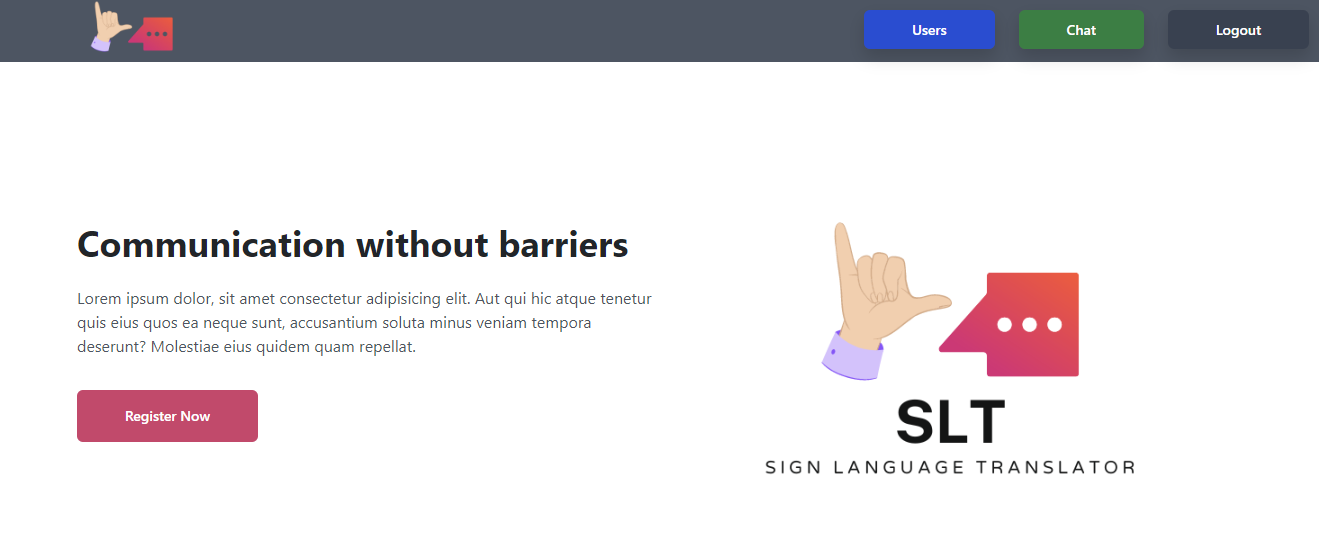 Users
Chat
Logout
Communication without barriers
Lorem ipsum dolor, sit amet consectetur adipisicing elit. Aut qui hic atque tenetur
quis eius quos ea neque sunt, accusantium soluta minus veniam tempora
deserunt? Molestiae eius quidem quam repellat.
Register Now
SLT
SIGN LANGUAGE TRANSLATOR